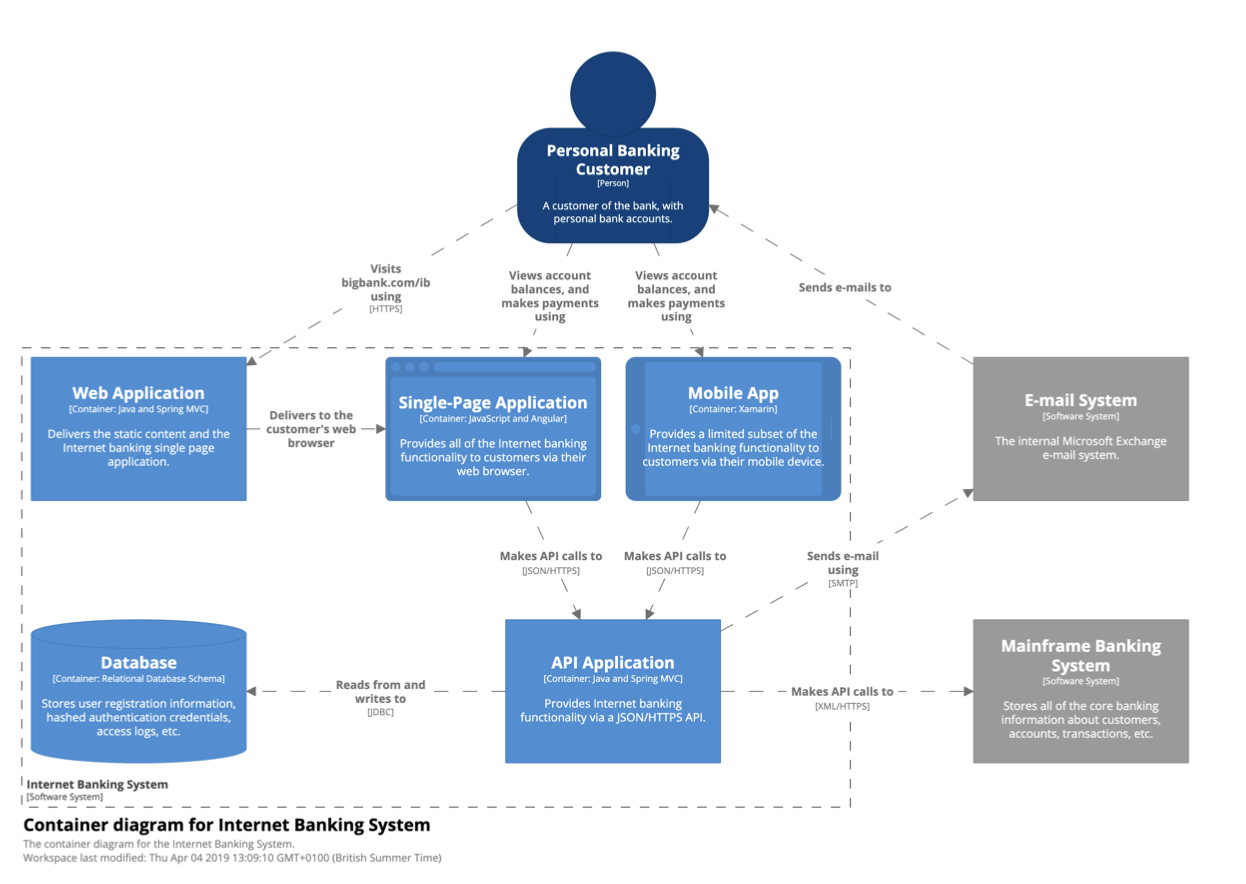 Personal Banking
Customer
[Person]
A customer of the bank, with
personal bank accounts.
Visits
bigbank.com/ib
using
[HTTPS]
Views account
balances, and
makes payments
using
Views account
balances, and
makes payments
using
Sends e-mails to
Web Application
[Container: Java and Spring MVC]
Delivers the static content and the
Internet banking single page
application.
Delivers to the
customer's web
browser
Single-Page Application
[Container: JavaScript and Angular]
Provides all of the Internet banking
functionality to customers via their
web browser.
Mobile App
[Container: Xamarin]
Provides a limited subset of the
Internet banking functionality to
customers via their mobile device.
E-mail System
[Software System]
The internal Microsoft Exchange
e-mail system.
Makes API calls to
[JSON/HTTPS]
Makes API calls to
[JSON/HTTPS]
Sends e-mail
using
[SMTP]
Database
[Container: Relational Database Schema]
Stores user registration information,
hashed authentication credentials,
access logs, etc.
Reads from and
writes to
[JDBC]
API Application
[Container: Java and Spring MVC]
Provides Internet banking
functionality via a JSON/HTTPS API.
Makes API calls to
[XML/HTTPS]
Mainframe Banking
System
[Software System]
Stores all of the core banking
information about customers,
accounts, transactions, etc.
Internet Banking System
[Software System]
Container diagram for Internet Banking System
The container diagram for the Internet Banking System.
Workspace last modified: Thu Apr 04 2019 13:09:10 GMT+0100 (British Summer Time)